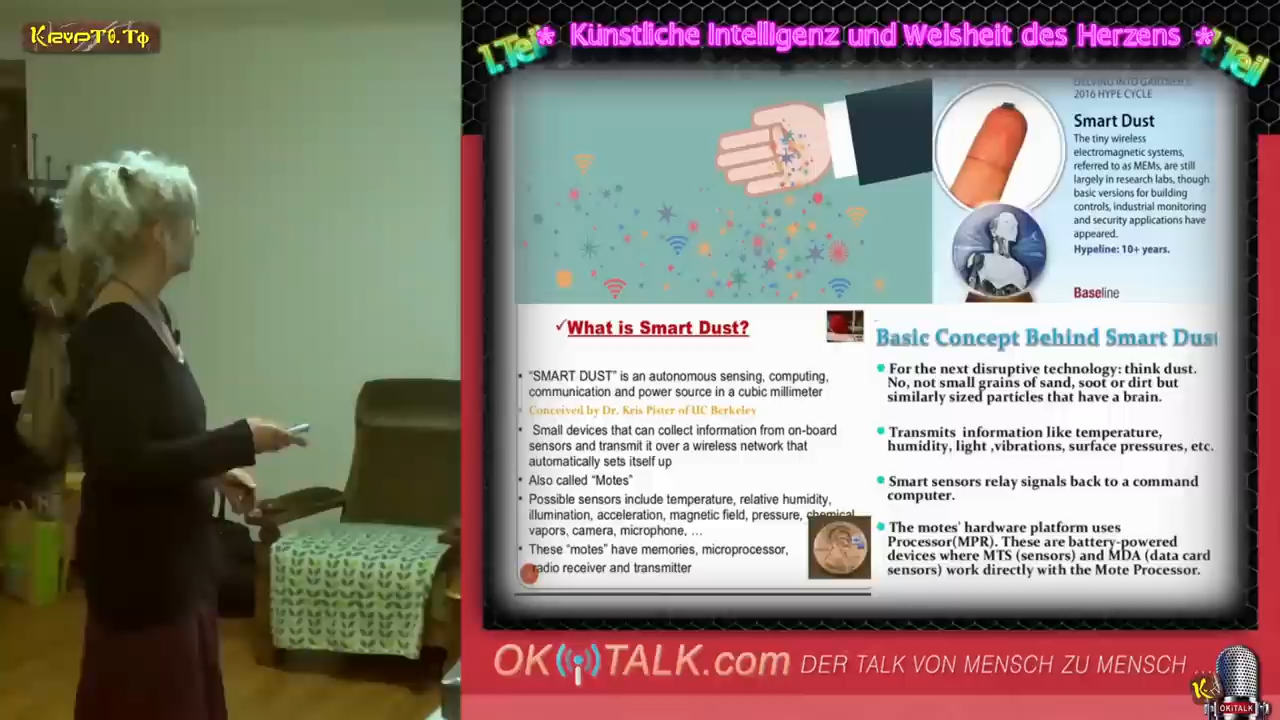 KRYPT0.TΦ
1.Teil
* Künstliche Intelligenz und Weisheit des Herzens *
Teil
DELVING INTO GARTNER'S
2016 HYPE CYCLE
Smart Dust
The tiny wireless
electromagnetic systems,
referred to as MEMs, are still
largely in research labs, though
basic versions for building
controls, industrial monitoring
and security applications have
appeared.
Hypeline: 10+ years.
Baseline
✓What is Smart Dust?
• "SMART DUST" is an autonomous sensing, computing,
communication and power source in a cubic millimeter
• Conceived by Dr. Kris Pister of UC Berkeley
• Small devices that can collect information from on-board
sensors and transmit it over a wireless network that
automatically sets itself up
• Also called "Motes"
• Possible sensors include temperature, relative humidity,
illumination, acceleration, magnetic field, pressure, chemical
vapors, camera, microphone, ...
• These "motes" have memories, microprocessor,
radio receiver and transmitter
Basic Concept Behind Smart Dust
• For the next disruptive technology: think dust.
No, not small grains of sand, soot or dirt but
similarly sized particles that have a brain.
• Transmits information like temperature,
humidity, light ,vibrations, surface pressures, etc.
• Smart sensors relay signals back to a command
computer.
• The motes' hardware platform uses
Processor(MPR). These are battery-powered
devices where MTS (sensors) and MDA (data card
sensors) work directly with the Mote Processor.
OKiTALK.com DER TALK VON MENSCH ZU MENSCH ...
OKiTALK